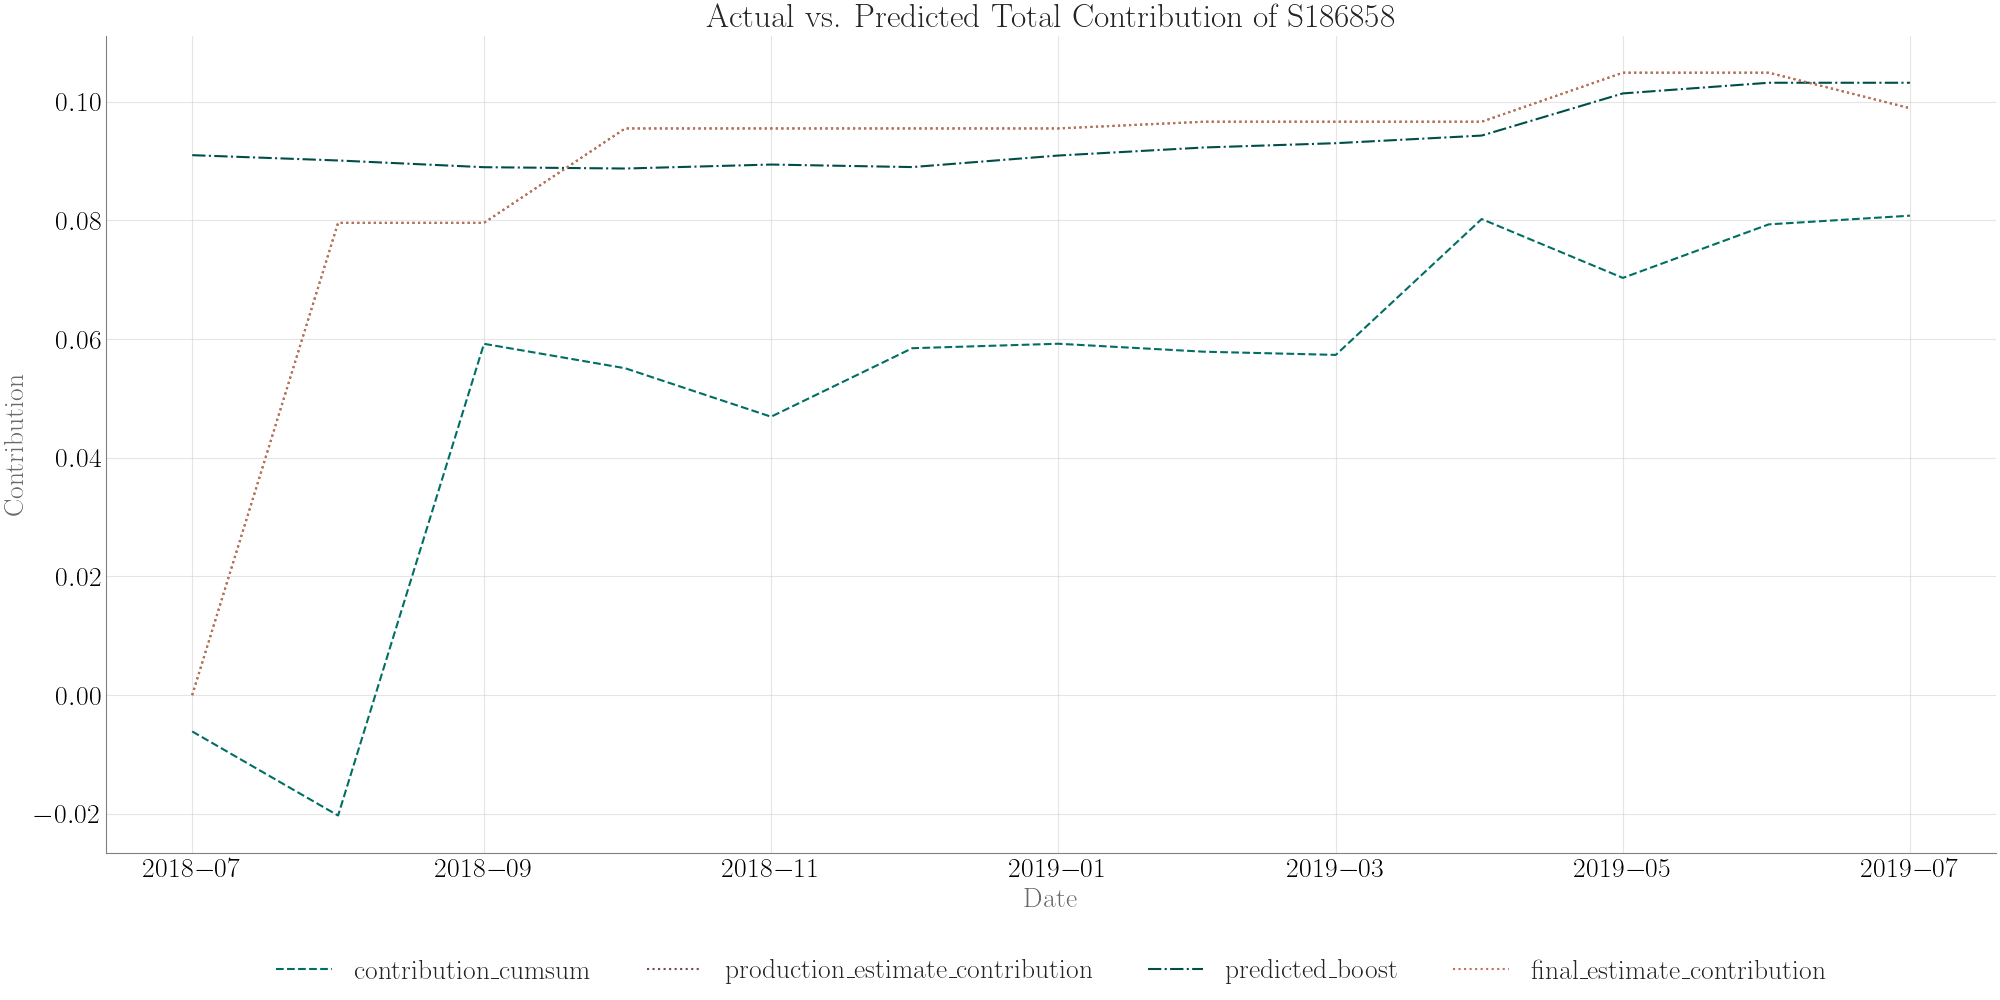 Actual vs. Predicted Total Contribution of S186858
Contribution
0.10
0.08
0.06
0.04
0.02
0.00
−0.02
2018−07 2018−09 2018−11 2019−01 2019−03 2019−05 2019−07
Date
contribution_cumsum production_estimate_contribution predicted_boost final_estimate_contribution